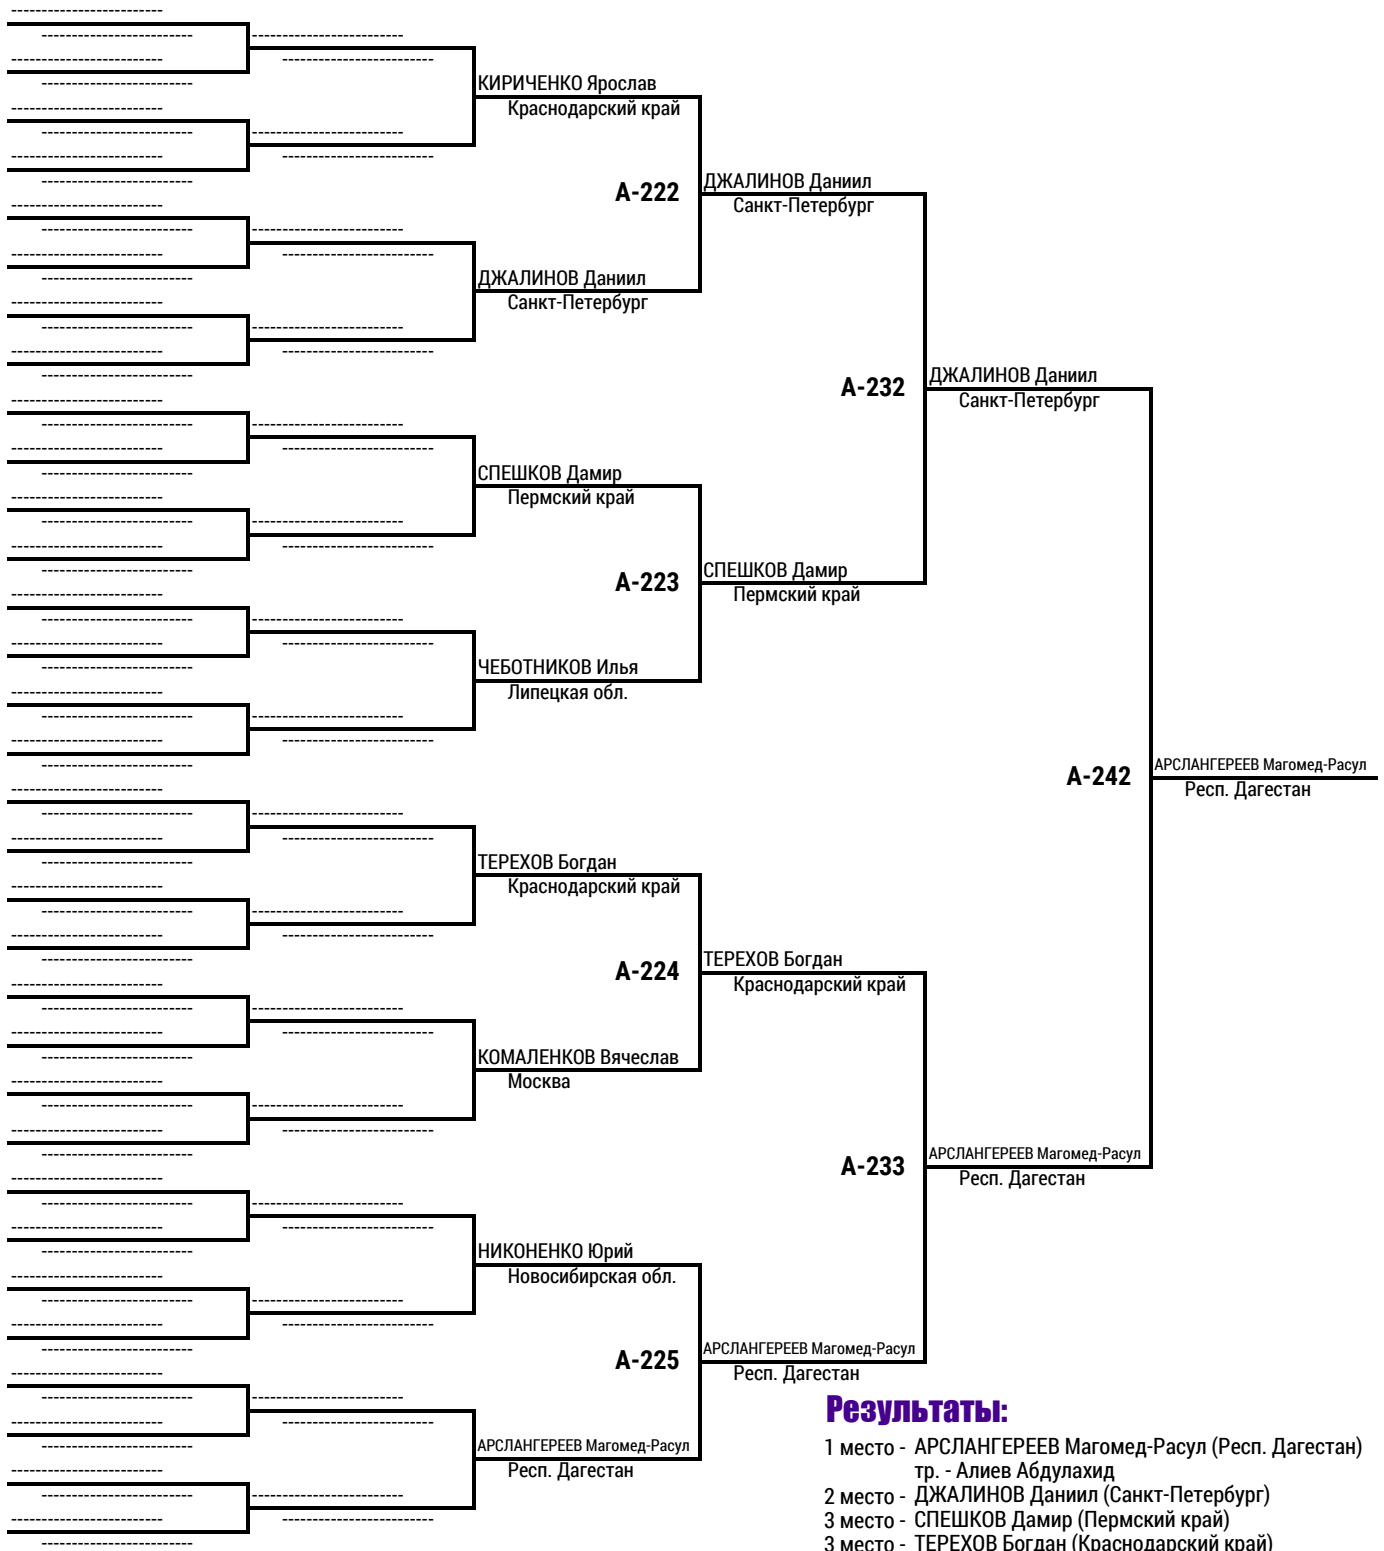 КИРИЧЕНКО Ярослав
Краснодарский край
А-222
ДЖАЛИНОВ Даниил
Санкт-Петербург
ДЖАЛИНОВ Даниил
Санкт-Петербург
А-232
ДЖАЛИНОВ Даниил
Санкт-Петербург
СПЕШКОВ Дамир
Пермский край
А-223
СПЕШКОВ Дамир
Пермский край
ЧЕБОТНИКОВ Илья
Липецкая обл.
А-242
АРСЛАНГЕРЕЕВ Магомед-Расул
Респ. Дагестан
ТЕРЕХОВ Богдан
Краснодарский край
А-224
ТЕРЕХОВ Богдан
Краснодарский край
КОМАЛЕНКОВ Вячеслав
Москва
А-233
АРСЛАНГЕРЕЕВ Магомед-Расул
Респ. Дагестан
НИКОНЕНКО Юрий
Новосибирская обл.
А-225
АРСЛАНГЕРЕЕВ Магомед-Расул
Респ. Дагестан
АРСЛАНГЕРЕЕВ Магомед-Расул
Респ. Дагестан
Результаты:
1 место - АРСЛАНГЕРЕЕВ Магомед-Расул (Респ. Дагестан)
тр. - Алиев Абдулахид
2 место - ДЖАЛИНОВ Даниил (Санкт-Петербург)
3 место - СПЕШКОВ Дамир (Пермский край)
3 место - ТЕРЕХОВ Богдан (Краснодарский край)